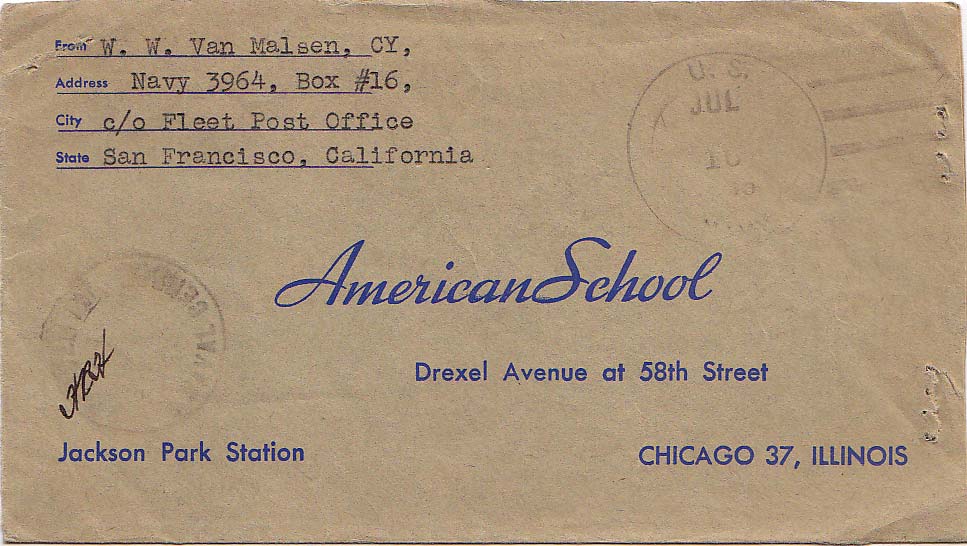 From W. W. Van Malsen, CY,
Address Navy 3964, Box #16,
City c/o Fleet Post Office
State San Francisco, California
U. S.
JUL
10
American School
Drexel Avenue at 58th Street
Jackson Park Station
CHICAGO 37, ILLINOIS